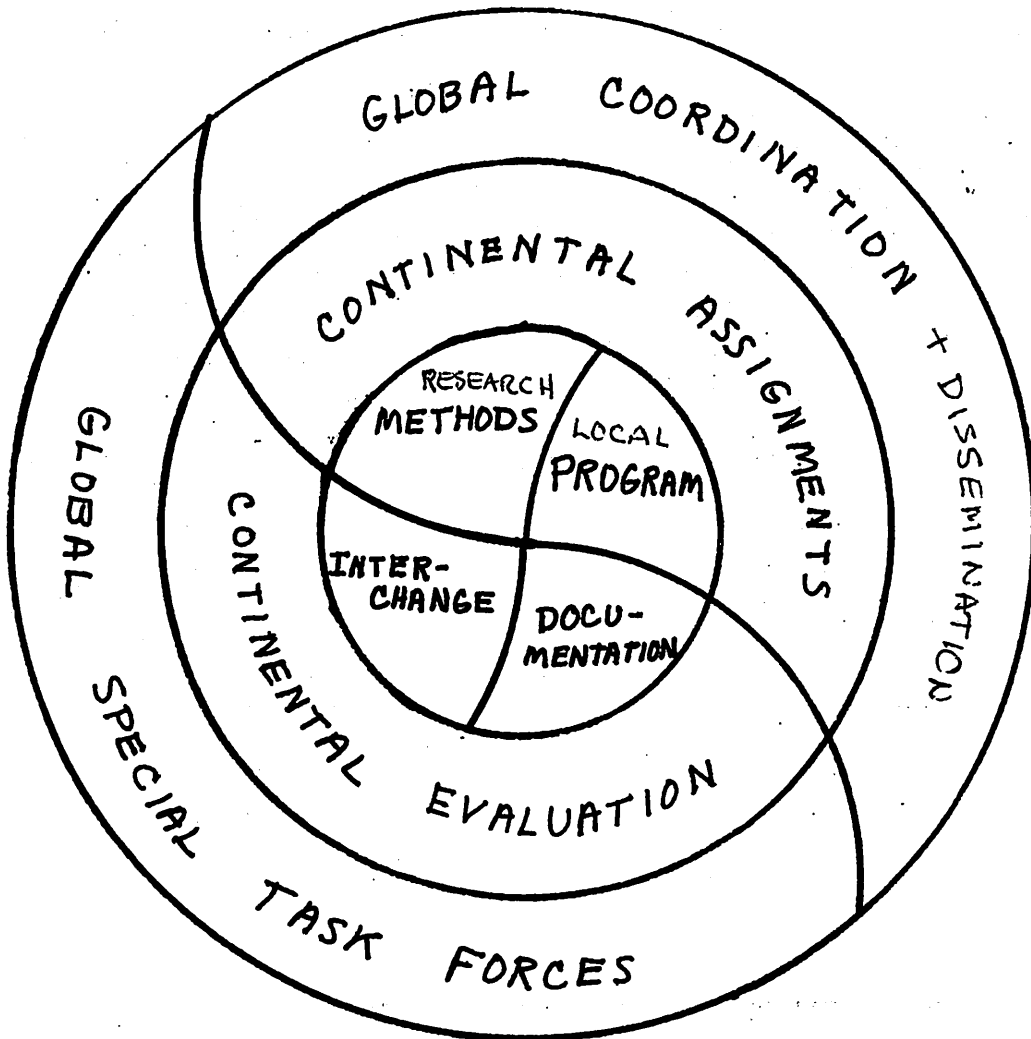 GLOBAL COORDINATION + DISSEMINATION
CONTINENTAL ASSIGNMENTS
RESEARCH
METHODS
LOCAL
PROGRAM
INTER-
CHANGE
DOCU-
MENTATION
CONTINENTAL EVALUATION
GLOBAL SPECIAL TASK FORCES